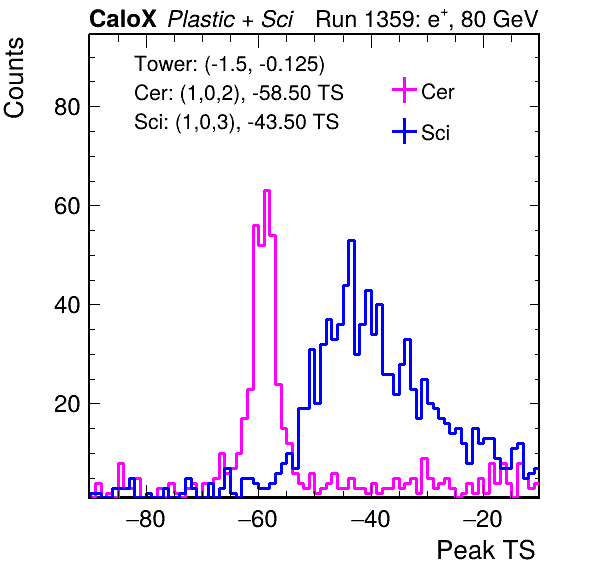 CaloX Plastic + Sci Run 1359: e+, 80 GeV
Counts
Tower: (-1.5, -0.125)
Cer: (1,0,2), -58.50 TS
Sci: (1,0,3), -43.50 TS
Cer
Sci
80
60
40
20
−80 −60 −40 −20
Peak TS